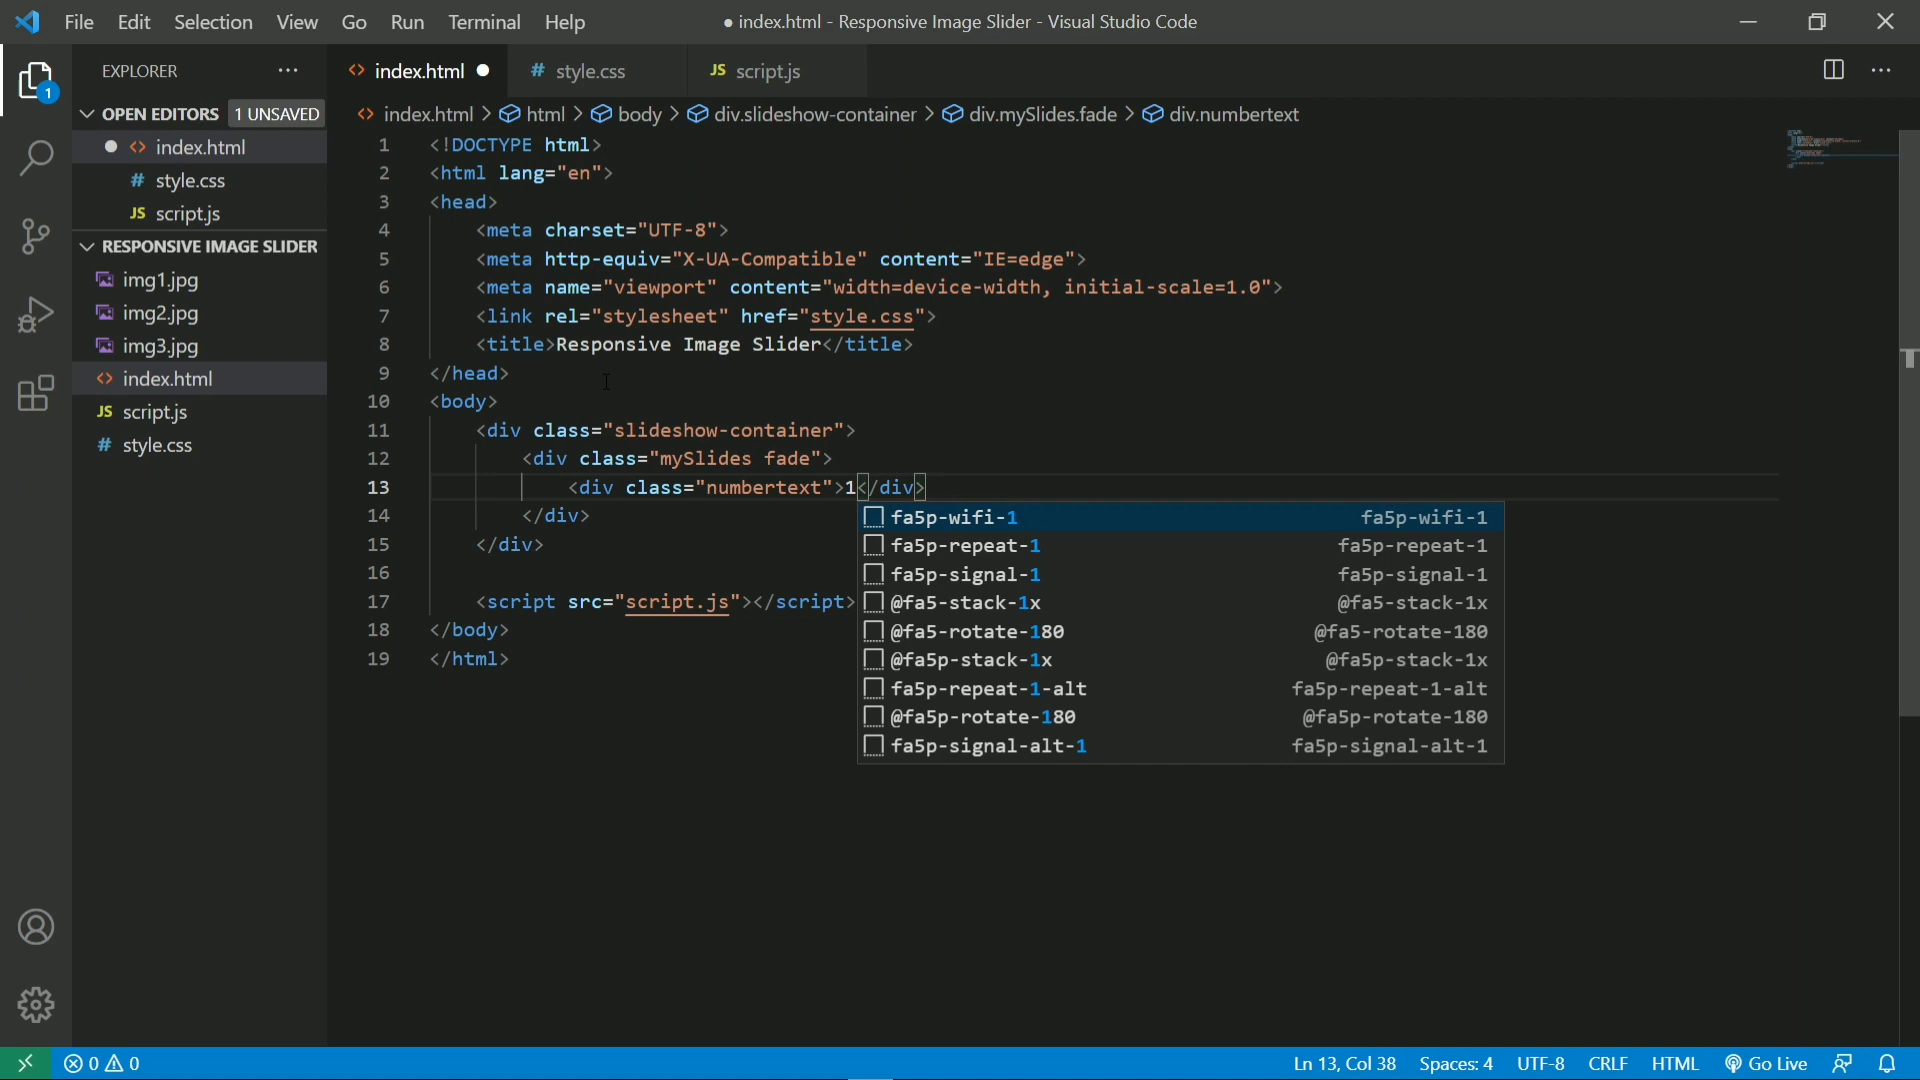 File Edit Selection View Go Run Terminal Help
● index.html - Responsive Image Slider - Visual Studio Code
EXPLORER
OPEN EDITORS 1 UNSAVED
index.html
style.css
script.js
RESPONSIVE IMAGE SLIDER
img1.jpg
img2.jpg
img3.jpg
index.html
script.js
style.css
1
index.html style.css script.js
index.html > html > body > div.slideshow-container > div.mySlides.fade > div.numbertext
1 <!DOCTYPE html>
2 <html lang="en">
3 <head>
4 <meta charset="UTF-8">
5 <meta http-equiv="X-UA-Compatible" content="IE=edge">
6 <meta name="viewport" content="width=device-width, initial-scale=1.0">
7 <link rel="stylesheet" href="style.css">
8 <title>Responsive Image Slider</title>
9 </head>
10 <body>
11 <div class="slideshow-container">
12 <div class="mySlides fade">
13 <div class="numbertext">1</div>
14 </div>
15 </div>
16
17 <script src="script.js"></script>
18 </body>
19 </html>
fa5p-wifi-1 fa5p-wifi-1
fa5p-repeat-1 fa5p-repeat-1
fa5p-signal-1 fa5p-signal-1
@fa5-stack-1x @fa5-stack-1x
@fa5-rotate-180 @fa5-rotate-180
@fa5p-stack-1x @fa5p-stack-1x
fa5p-repeat-1-alt fa5p-repeat-1-alt
@fa5p-rotate-180 @fa5p-rotate-180
fa5p-signal-alt-1 fa5p-signal-alt-1
0 0 Ln 13, Col 38 Spaces: 4 UTF-8 CRLF HTML Go Live